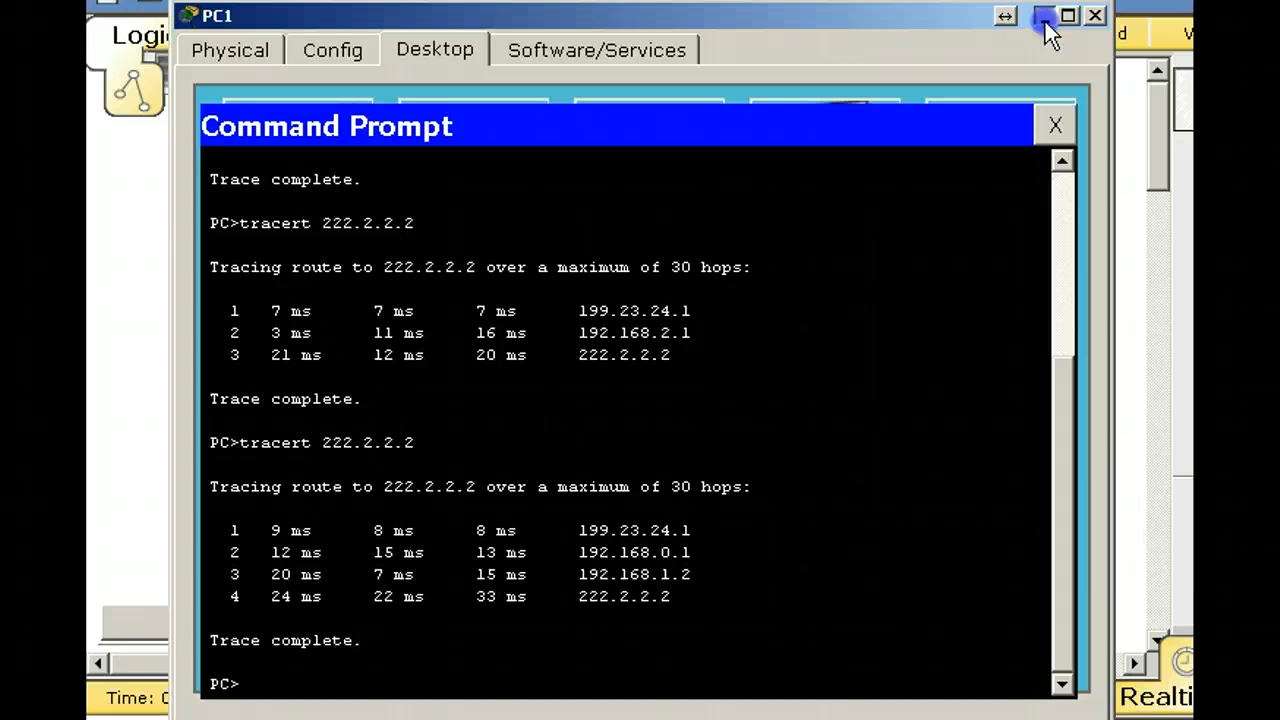 PC1
Logi
Physical Config Desktop Software/Services
d
Command Prompt X
Trace complete.
PC>tracert 222.2.2.2
Tracing route to 222.2.2.2 over a maximum of 30 hops:
1 7 ms 7 ms 7 ms 199.23.24.1
2 3 ms 11 ms 16 ms 192.168.2.1
3 21 ms 12 ms 20 ms 222.2.2.2
Trace complete.
PC>tracert 222.2.2.2
Tracing route to 222.2.2.2 over a maximum of 30 hops:
1 9 ms 8 ms 8 ms 199.23.24.1
2 12 ms 15 ms 13 ms 192.168.0.1
3 20 ms 7 ms 15 ms 192.168.1.2
4 24 ms 22 ms 33 ms 222.2.2.2
Trace complete.
PC>
Time:
Realti